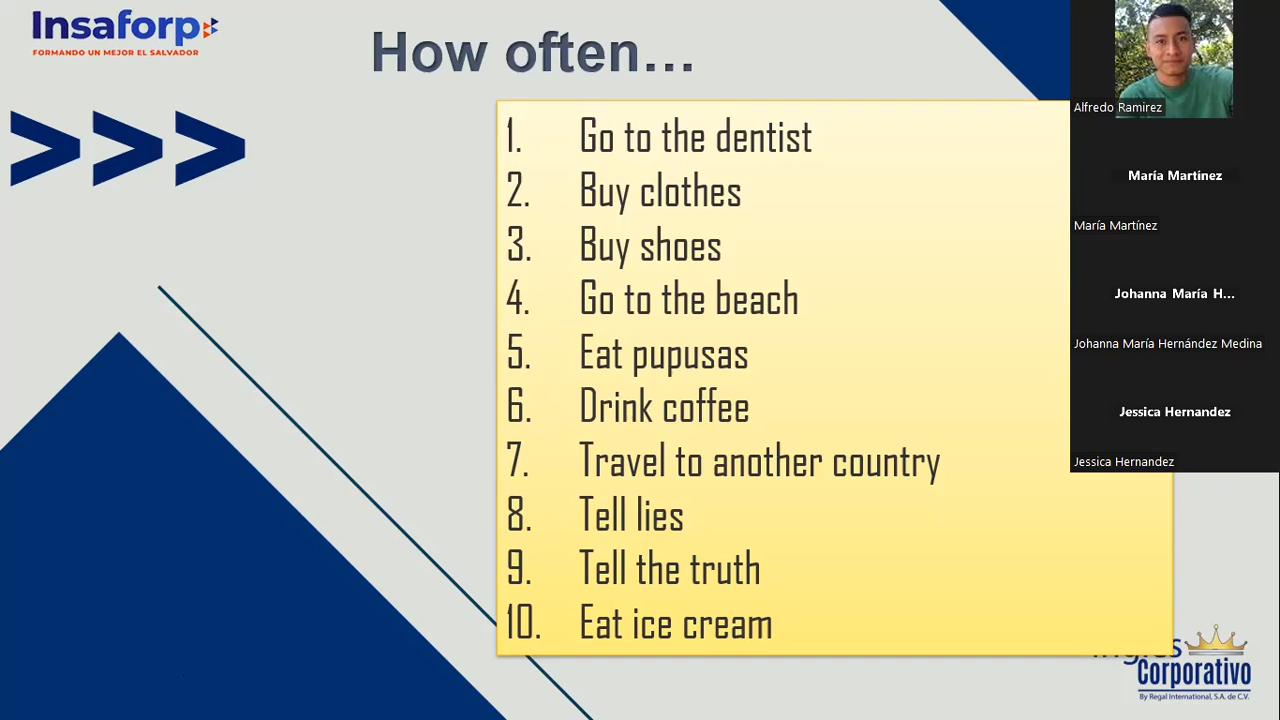 Insaforp
FORMANDO UN MEJOR EL SALVADOR
How often...
>>>
1. Go to the dentist
2. Buy clothes
3. Buy shoes
4. Go to the beach
5. Eat pupusas
6. Drink coffee
7. Travel to another country
8. Tell lies
9. Tell the truth
10. Eat ice cream
Alfredo Ramirez
María Martínez
María Martínez
Johanna María H...
Johanna María Hernández Medina
Jessica Hernandez
Jessica Hernandez
Corporativo
By Regal International, S.A. de C.V.